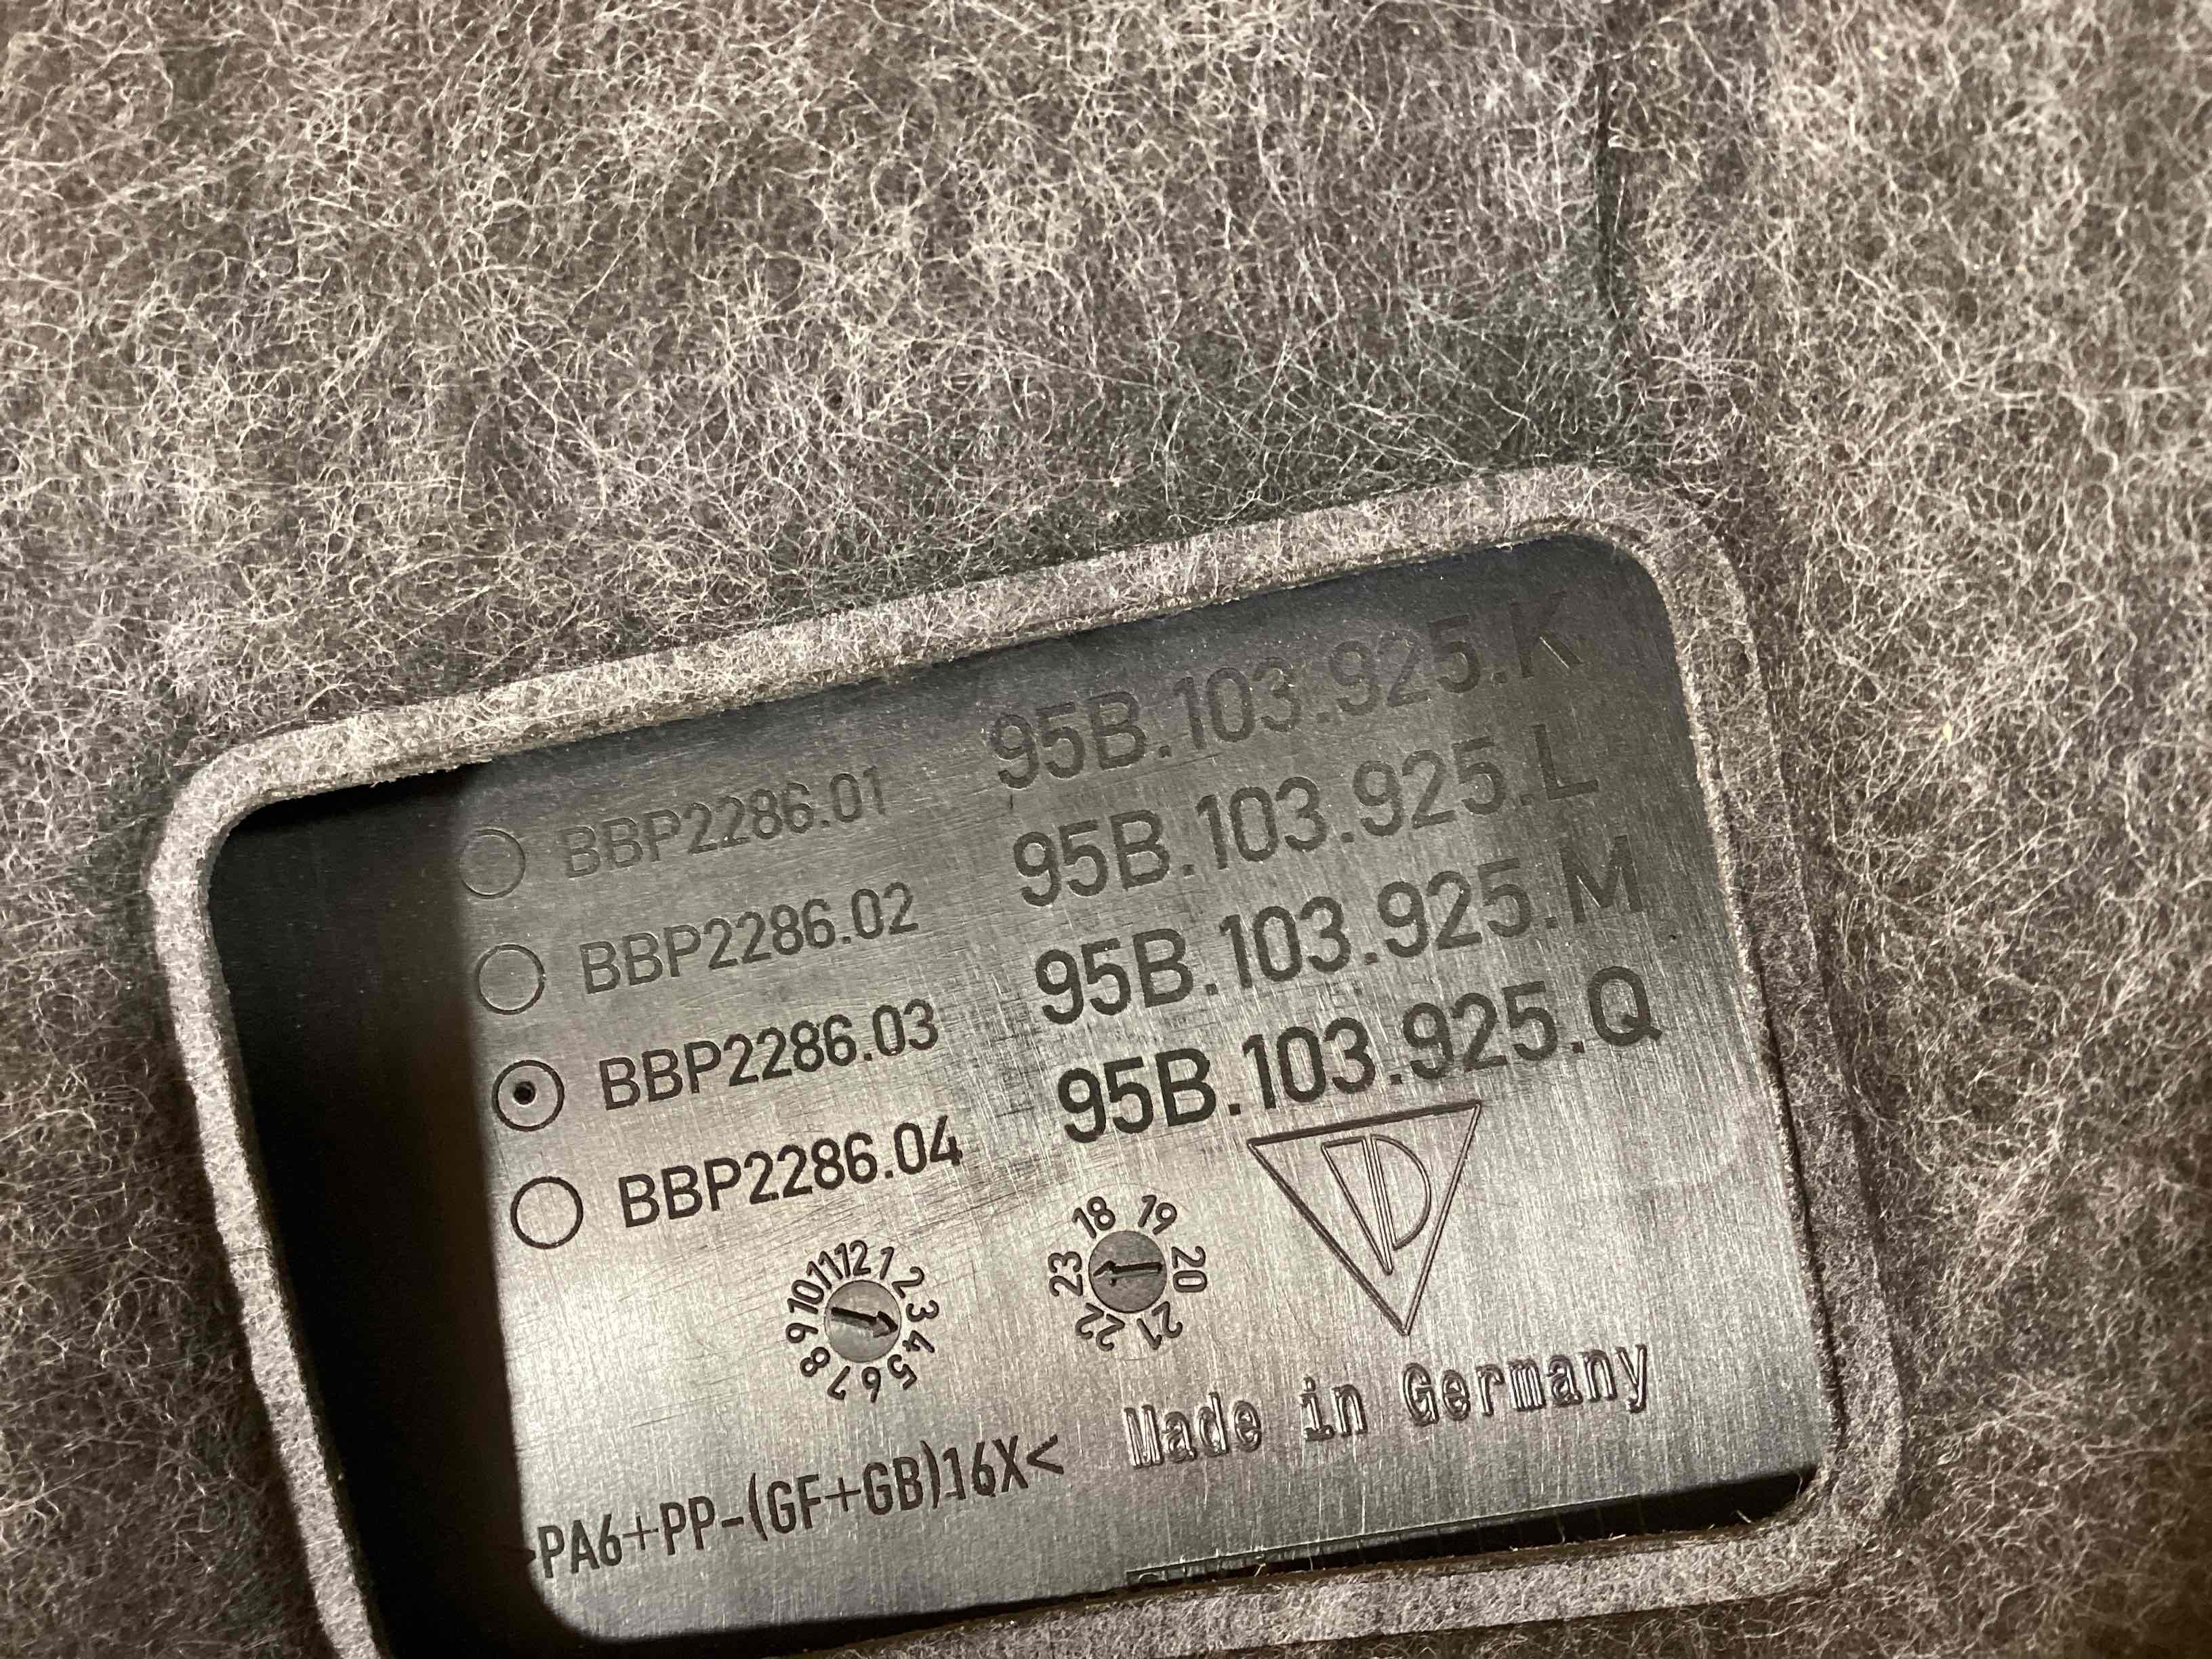 BBP2286.01 95B.103.925.K
BBP2286.02 95B.103.925.L
BBP2286.03 95B.103.925.M
BBP2286.04 95B.103.925.Q
1 2 3 4 5 6 7 8 9 10 11 12
18 19 20 21 22 23
Made in Germany
>PA6+PP-(GF+GB)16X<